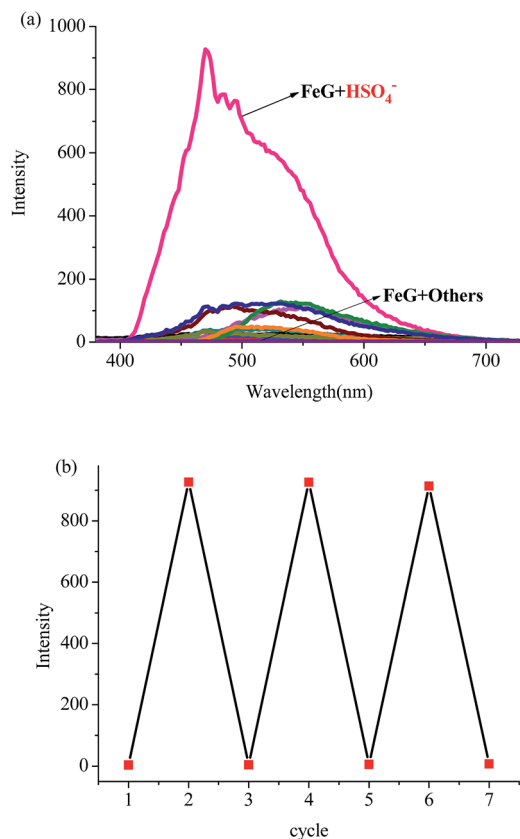 (a)
1000
800
600
400
200
0
Intensity
FeG+HSO₄⁻
FeG+Others
400 500 600 700
Wavelength(nm)
(b)
800
600
400
200
0
Intensity
1 2 3 4 5 6 7
cycle